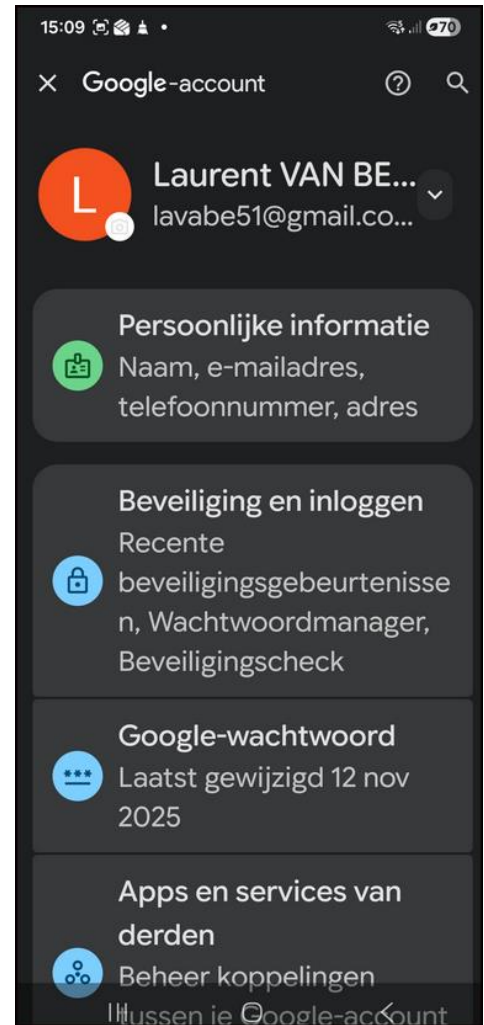 15:09
70
Google-account
Laurent VAN BE...
L
lavabe51@gmail.co...
Persoonlijke informatie
Naam, e-mailadres,
telefoonnummer, adres
Beveiliging en inloggen
Recente
beveiligingsgebeurtenisse
n, Wachtwoordmanager,
Beveiligingscheck
Google-wachtwoord
Laatst gewijzigd 12 nov
2025
Apps en services van
derden
Beheer koppelingen
tussen je Google-account